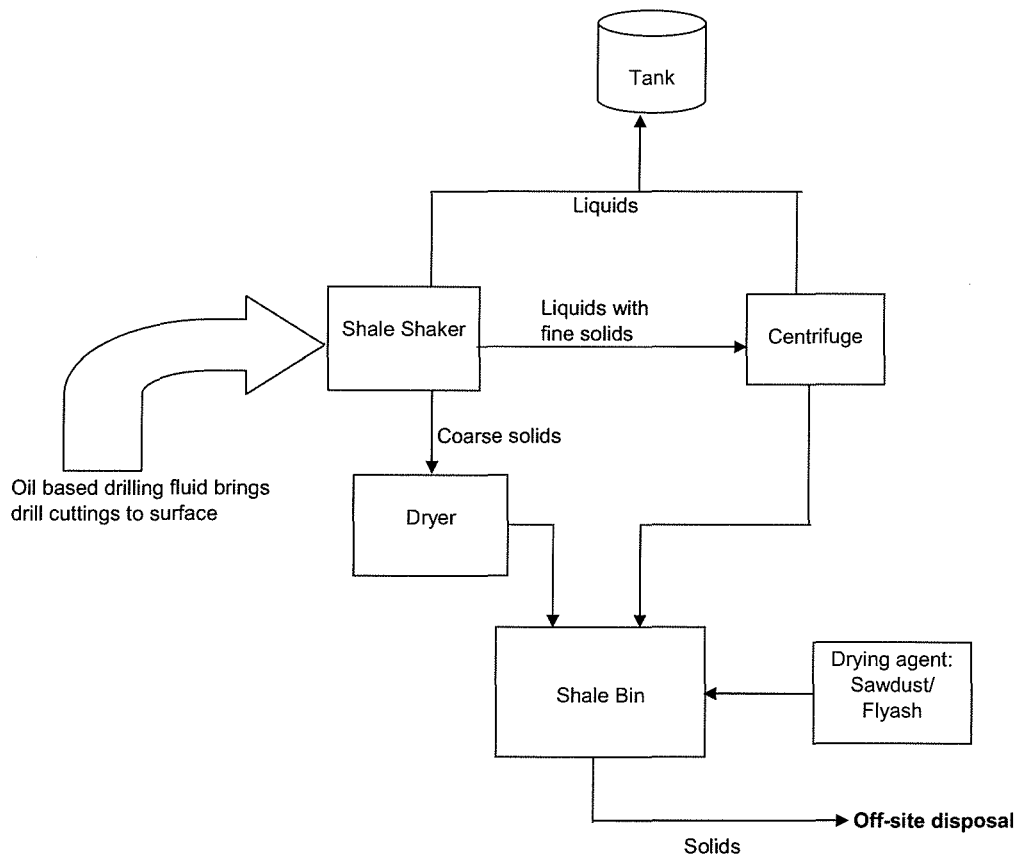 Tank
Liquids
Shale Shaker
Liquids with
fine solids
Centrifuge
Coarse solids
Oil based drilling fluid brings
drill cuttings to surface
Dryer
Shale Bin
Drying agent:
Sawdust/
Flyash
Off-site disposal
Solids